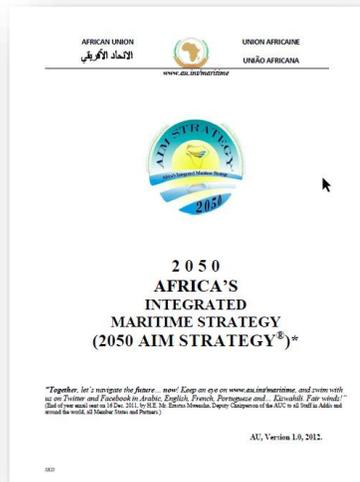 AFRICAN UNION
UNION AFRICAINE
الاتحاد الأفريقي
UNIÃO AFRICANA
www.au.int/maritime
AIM STRATEGY
Africa's Integrated Maritime Strategy
2050
2 0 5 0
AFRICA'S
INTEGRATED
MARITIME STRATEGY
(2050 AIM STRATEGY®)*
"Together, let's navigate the future… now! Keep an eye on www.au.int/maritime, and swim with
us on Twitter and Facebook in Arabic, English, French, Portuguese and… Kiswahili. Fair winds!"
(End of year email sent on 16 Dec. 2011, by H.E. Mr. Erastus Mwencha, Deputy Chairperson of the AUC to all Staff in Addis and
around the world, all Member States and Partners.)
AU, Version 1.0, 2012.